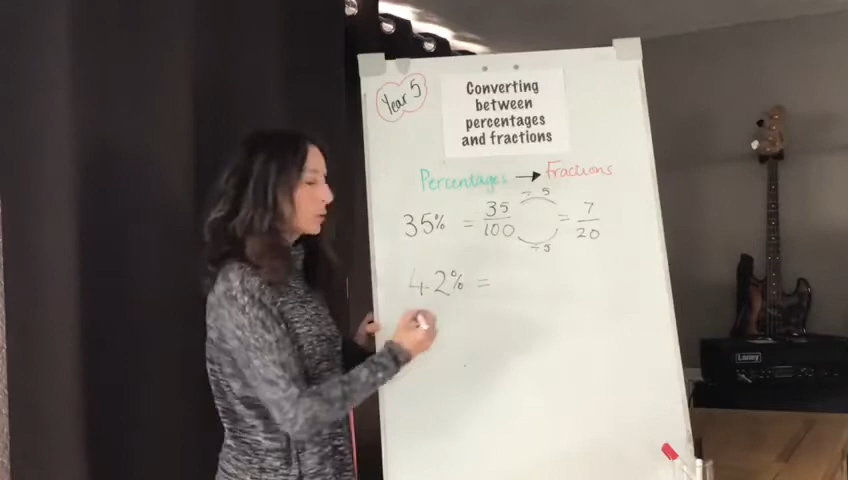 Year 5
Converting
between
percentages
and fractions
Percentages → Fractions
÷ 5
35% = 35/100 = 7/20
÷5
42% =
Laney